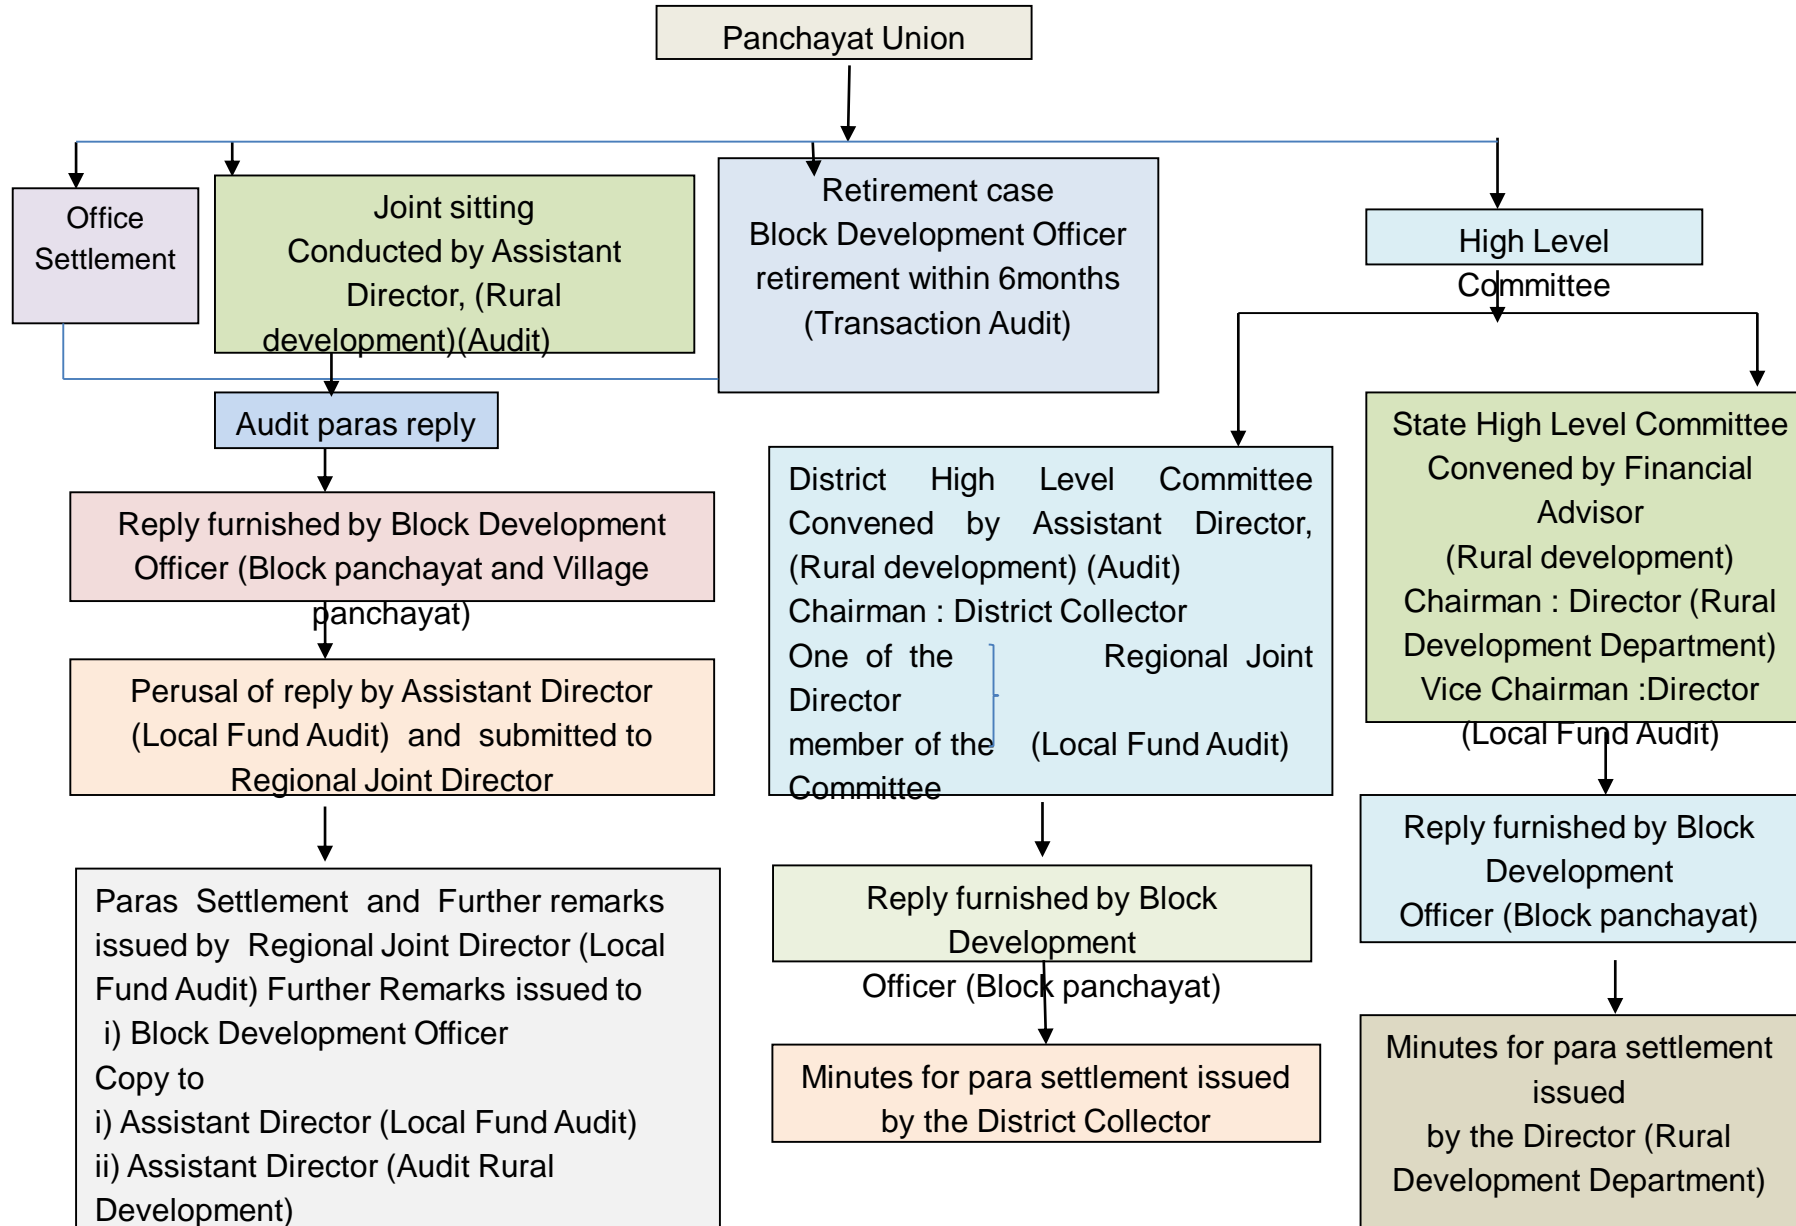 Panchayat Union
Office
Settlement
Joint sitting
Conducted by Assistant
Director, (Rural
development)(Audit)
Retirement case
Block Development Officer
retirement within 6months
(Transaction Audit)
High Level
Committee
Audit paras reply
Reply furnished by Block Development
Officer (Block panchayat and Village
panchayat)
Perusal of reply by Assistant Director
(Local Fund Audit) and submitted to
Regional Joint Director
Paras Settlement and Further remarks
issued by Regional Joint Director (Local
Fund Audit) Further Remarks issued to
i) Block Development Officer
Copy to
i) Assistant Director (Local Fund Audit)
ii) Assistant Director (Audit Rural
Development)
District High Level Committee
Convened by Assistant Director,
(Rural development) (Audit)
Chairman : District Collector
One of the Regional Joint
Director
member of the (Local Fund Audit)
Committee
Reply furnished by Block
Development
Officer (Block panchayat)
Minutes for para settlement issued
by the District Collector
State High Level Committee
Convened by Financial
Advisor
(Rural development)
Chairman : Director (Rural
Development Department)
Vice Chairman :Director
(Local Fund Audit)
Reply furnished by Block
Development
Officer (Block panchayat)
Minutes for para settlement
issued
by the Director (Rural
Development Department)